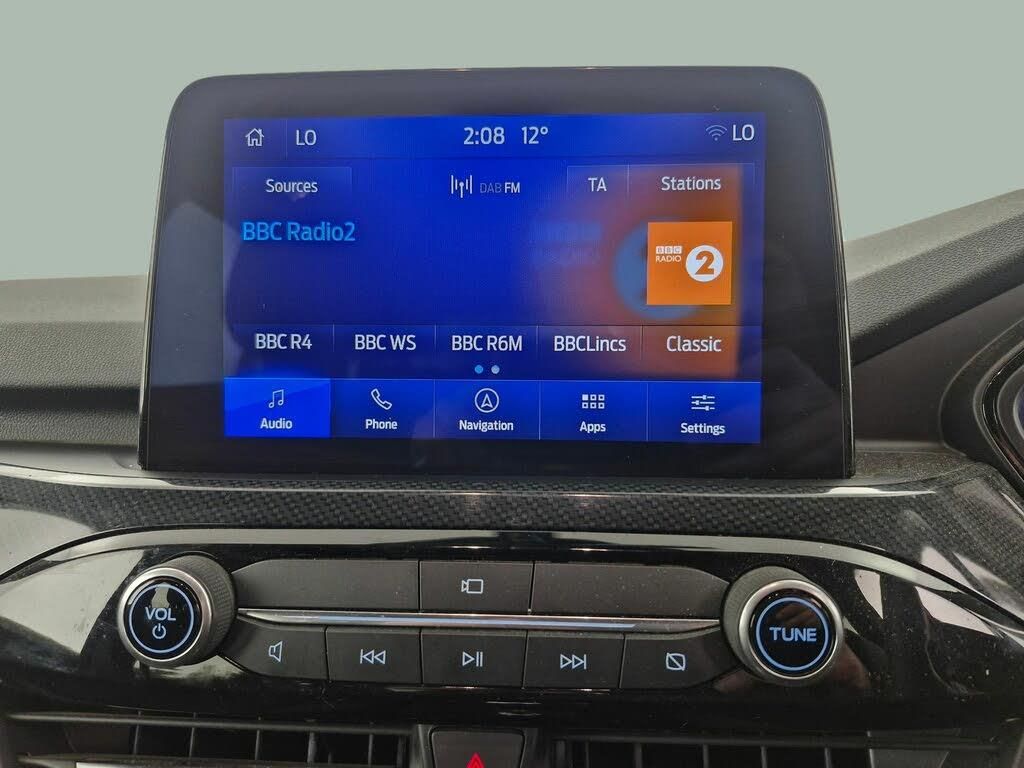 LO 2:08 12° LO
Sources DAB FM TA Stations
BBC Radio2
BBC
RADIO 2
BBC R4 BBC WS BBC R6M BBCLincs Classic
Audio Phone Navigation Apps Settings
VOL
TUNE